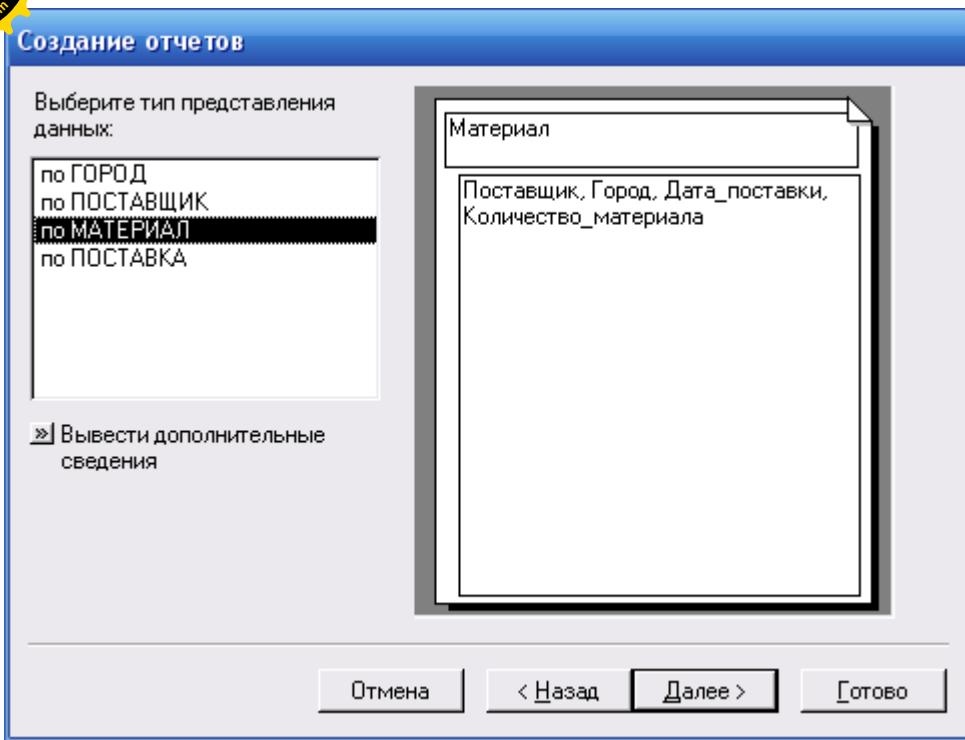 Создание отчетов
Выберите тип представления
данных:
по ГОРОД
по ПОСТАВЩИК
по МАТЕРИАЛ
по ПОСТАВКА
Вывести дополнительные
сведения
Материал
Поставщик, Город, Дата_поставки,
Количество_материала
Отмена
< Назад
Далее >
Готово